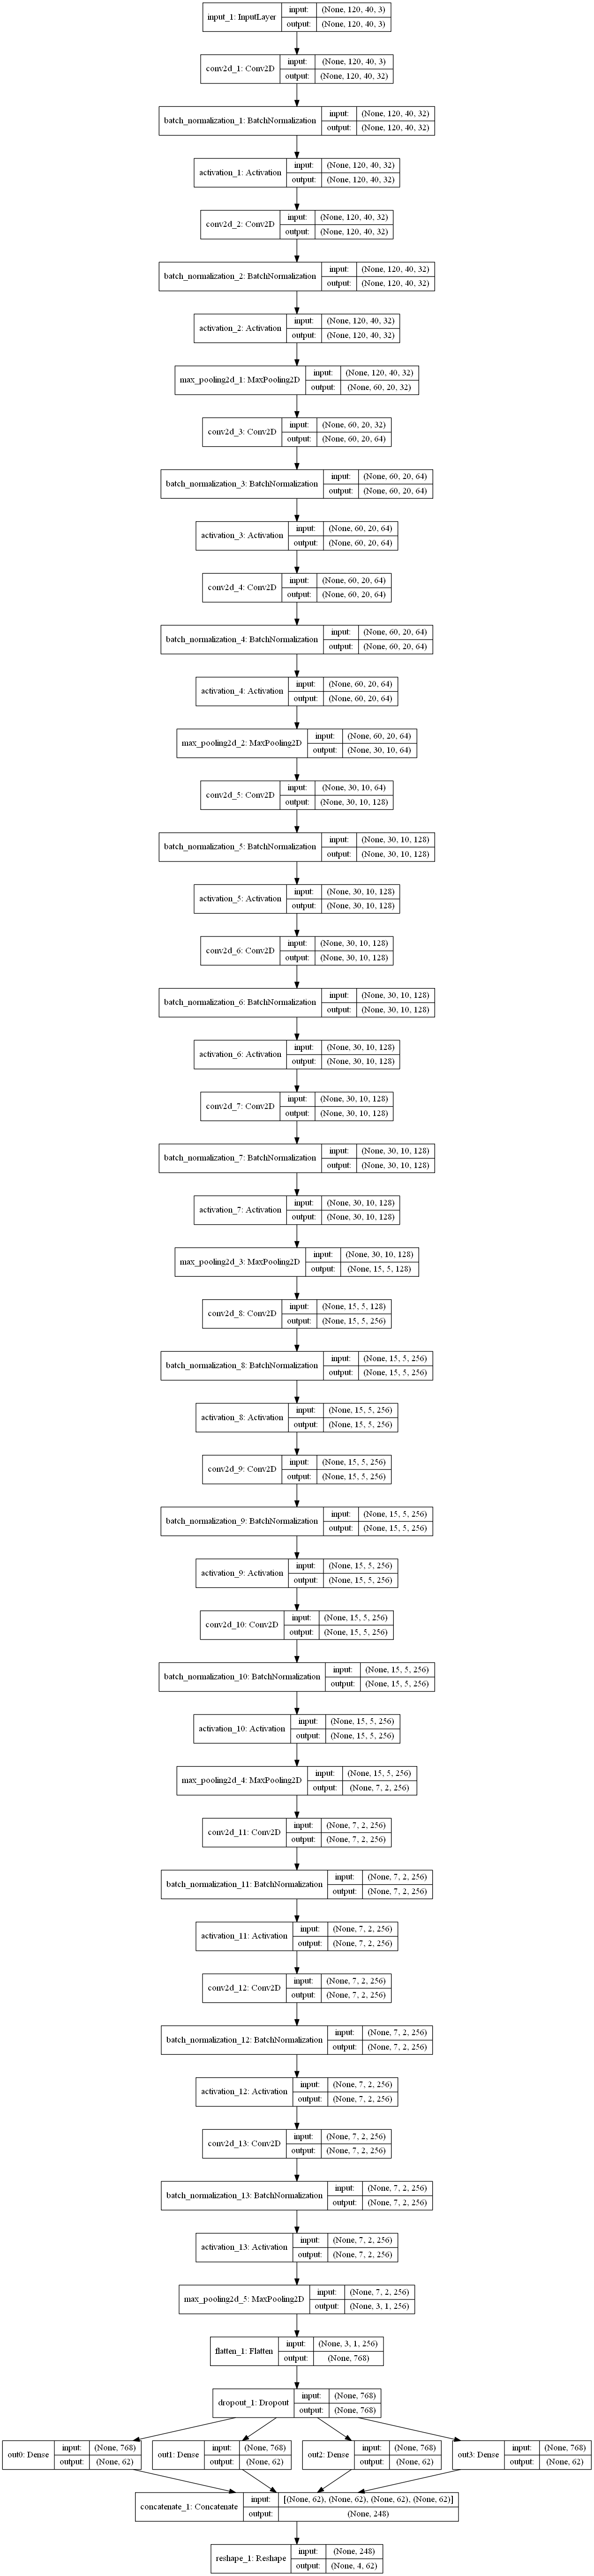 input_1: InputLayer input: (None, 120, 40, 3)
output: (None, 120, 40, 3)
conv2d_1: Conv2D input: (None, 120, 40, 3)
output: (None, 120, 40, 32)
batch_normalization_1: BatchNormalization input: (None, 120, 40, 32)
output: (None, 120, 40, 32)
activation_1: Activation input: (None, 120, 40, 32)
output: (None, 120, 40, 32)
conv2d_2: Conv2D input: (None, 120, 40, 32)
output: (None, 120, 40, 32)
batch_normalization_2: BatchNormalization input: (None, 120, 40, 32)
output: (None, 120, 40, 32)
activation_2: Activation input: (None, 120, 40, 32)
output: (None, 120, 40, 32)
max_pooling2d_1: MaxPooling2D input: (None, 120, 40, 32)
output: (None, 60, 20, 32)
conv2d_3: Conv2D input: (None, 60, 20, 32)
output: (None, 60, 20, 64)
batch_normalization_3: BatchNormalization input: (None, 60, 20, 64)
output: (None, 60, 20, 64)
activation_3: Activation input: (None, 60, 20, 64)
output: (None, 60, 20, 64)
conv2d_4: Conv2D input: (None, 60, 20, 64)
output: (None, 60, 20, 64)
batch_normalization_4: BatchNormalization input: (None, 60, 20, 64)
output: (None, 60, 20, 64)
activation_4: Activation input: (None, 60, 20, 64)
output: (None, 60, 20, 64)
max_pooling2d_2: MaxPooling2D input: (None, 60, 20, 64)
output: (None, 30, 10, 64)
conv2d_5: Conv2D input: (None, 30, 10, 64)
output: (None, 30, 10, 128)
batch_normalization_5: BatchNormalization input: (None, 30, 10, 128)
output: (None, 30, 10, 128)
activation_5: Activation input: (None, 30, 10, 128)
output: (None, 30, 10, 128)
conv2d_6: Conv2D input: (None, 30, 10, 128)
output: (None, 30, 10, 128)
batch_normalization_6: BatchNormalization input: (None, 30, 10, 128)
output: (None, 30, 10, 128)
activation_6: Activation input: (None, 30, 10, 128)
output: (None, 30, 10, 128)
conv2d_7: Conv2D input: (None, 30, 10, 128)
output: (None, 30, 10, 128)
batch_normalization_7: BatchNormalization input: (None, 30, 10, 128)
output: (None, 30, 10, 128)
activation_7: Activation input: (None, 30, 10, 128)
output: (None, 30, 10, 128)
max_pooling2d_3: MaxPooling2D input: (None, 30, 10, 128)
output: (None, 15, 5, 128)
conv2d_8: Conv2D input: (None, 15, 5, 128)
output: (None, 15, 5, 256)
batch_normalization_8: BatchNormalization input: (None, 15, 5, 256)
output: (None, 15, 5, 256)
activation_8: Activation input: (None, 15, 5, 256)
output: (None, 15, 5, 256)
conv2d_9: Conv2D input: (None, 15, 5, 256)
output: (None, 15, 5, 256)
batch_normalization_9: BatchNormalization input: (None, 15, 5, 256)
output: (None, 15, 5, 256)
activation_9: Activation input: (None, 15, 5, 256)
output: (None, 15, 5, 256)
conv2d_10: Conv2D input: (None, 15, 5, 256)
output: (None, 15, 5, 256)
batch_normalization_10: BatchNormalization input: (None, 15, 5, 256)
output: (None, 15, 5, 256)
activation_10: Activation input: (None, 15, 5, 256)
output: (None, 15, 5, 256)
max_pooling2d_4: MaxPooling2D input: (None, 15, 5, 256)
output: (None, 7, 2, 256)
conv2d_11: Conv2D input: (None, 7, 2, 256)
output: (None, 7, 2, 256)
batch_normalization_11: BatchNormalization input: (None, 7, 2, 256)
output: (None, 7, 2, 256)
activation_11: Activation input: (None, 7, 2, 256)
output: (None, 7, 2, 256)
conv2d_12: Conv2D input: (None, 7, 2, 256)
output: (None, 7, 2, 256)
batch_normalization_12: BatchNormalization input: (None, 7, 2, 256)
output: (None, 7, 2, 256)
activation_12: Activation input: (None, 7, 2, 256)
output: (None, 7, 2, 256)
conv2d_13: Conv2D input: (None, 7, 2, 256)
output: (None, 7, 2, 256)
batch_normalization_13: BatchNormalization input: (None, 7, 2, 256)
output: (None, 7, 2, 256)
activation_13: Activation input: (None, 7, 2, 256)
output: (None, 7, 2, 256)
max_pooling2d_5: MaxPooling2D input: (None, 7, 2, 256)
output: (None, 3, 1, 256)
flatten_1: Flatten input: (None, 3, 1, 256)
output: (None, 768)
dropout_1: Dropout input: (None, 768)
output: (None, 768)
out0: Dense input: (None, 768)
output: (None, 62)
out1: Dense input: (None, 768)
output: (None, 62)
out2: Dense input: (None, 768)
output: (None, 62)
out3: Dense input: (None, 768)
output: (None, 62)
concatenate_1: Concatenate input: [(None, 62), (None, 62), (None, 62), (None, 62)]
output: (None, 248)
reshape_1: Reshape input: (None, 248)
output: (None, 4, 62)